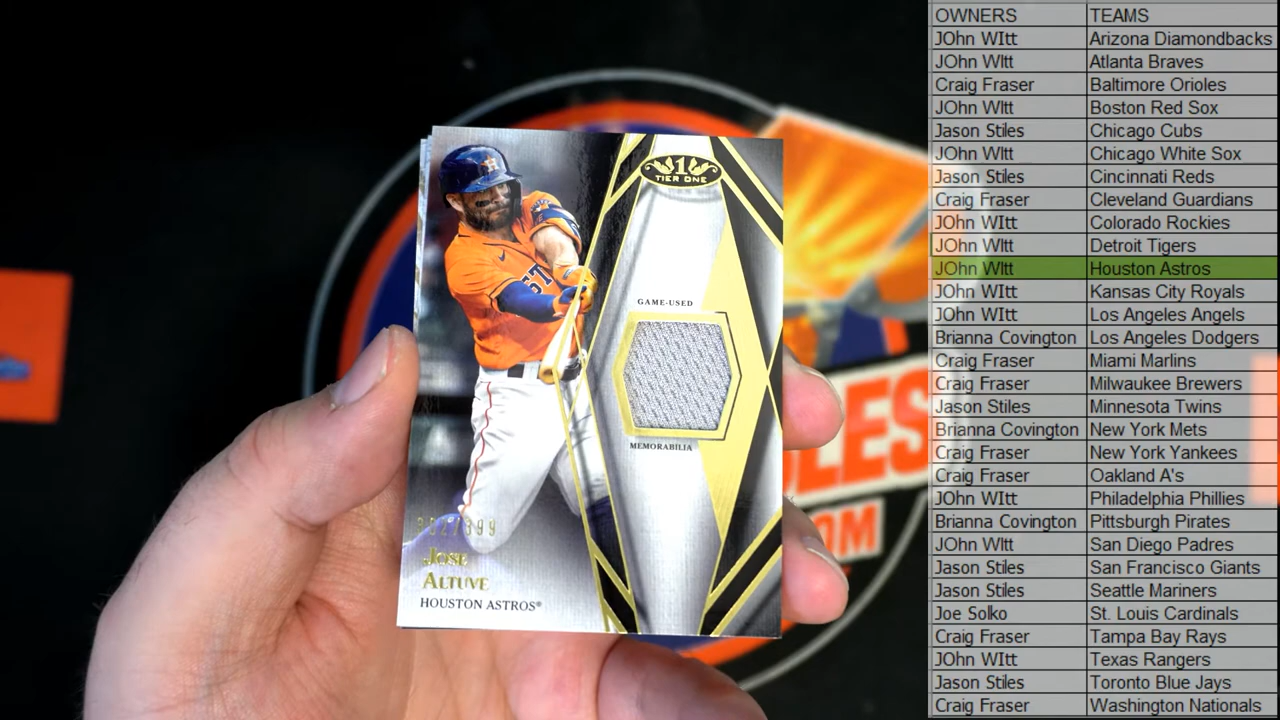 1
TIER ONE
GAME-USED
MEMORABILIA
JOSE
ALTUVE
HOUSTON ASTROS®
OWNERS TEAMS
JOhn WItt Arizona Diamondbacks
JOhn WItt Atlanta Braves
Craig Fraser Baltimore Orioles
JOhn WItt Boston Red Sox
Jason Stiles Chicago Cubs
JOhn WItt Chicago White Sox
Jason Stiles Cincinnati Reds
Craig Fraser Cleveland Guardians
JOhn WItt Colorado Rockies
JOhn WItt Detroit Tigers
JOhn WItt Houston Astros
JOhn WItt Kansas City Royals
JOhn WItt Los Angeles Angels
Brianna Covington Los Angeles Dodgers
Craig Fraser Miami Marlins
Craig Fraser Milwaukee Brewers
Jason Stiles Minnesota Twins
Brianna Covington New York Mets
Craig Fraser New York Yankees
Craig Fraser Oakland A's
JOhn WItt Philadelphia Phillies
Brianna Covington Pittsburgh Pirates
JOhn WItt San Diego Padres
Jason Stiles San Francisco Giants
Jason Stiles Seattle Mariners
Joe Solko St. Louis Cardinals
Craig Fraser Tampa Bay Rays
JOhn WItt Texas Rangers
Jason Stiles Toronto Blue Jays
Craig Fraser Washington Nationals